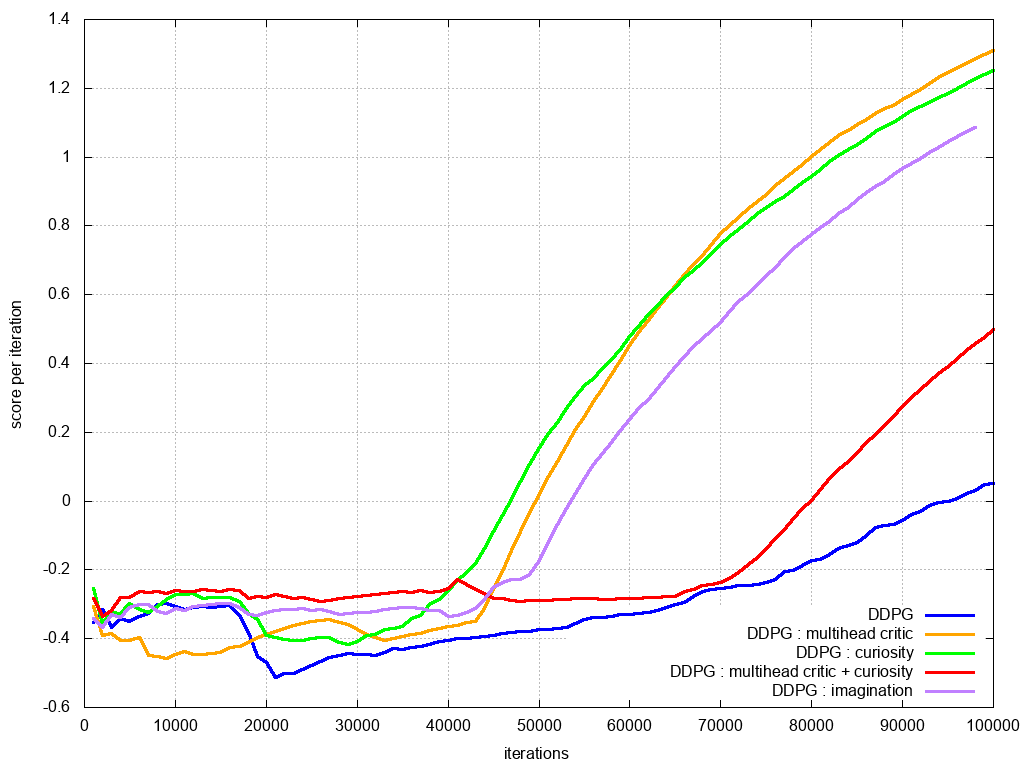 1.4
1.2
1
0.8
0.6
0.4
0.2
0
-0.2
-0.4
-0.6
score per iteration
DDPG
DDPG : multihead critic
DDPG : curiosity
DDPG : multihead critic + curiosity
DDPG : imagination
0 10000 20000 30000 40000 50000 60000 70000 80000 90000 100000
iterations